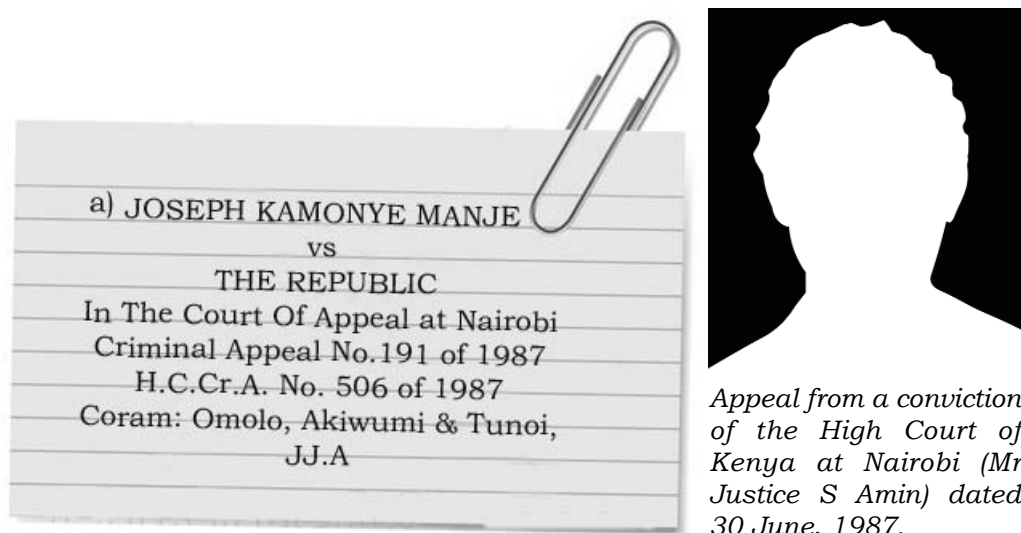 a) JOSEPH KAMONYE MANJE
vs
THE REPUBLIC
In The Court Of Appeal at Nairobi
Criminal Appeal No.191 of 1987
H.C.Cr.A. No. 506 of 1987
Coram: Omolo, Akiwumi & Tunoi,
JJ.A
Appeal from a conviction
of the High Court of
Kenya at Nairobi (Mr
Justice S Amin) dated
30 June, 1987.